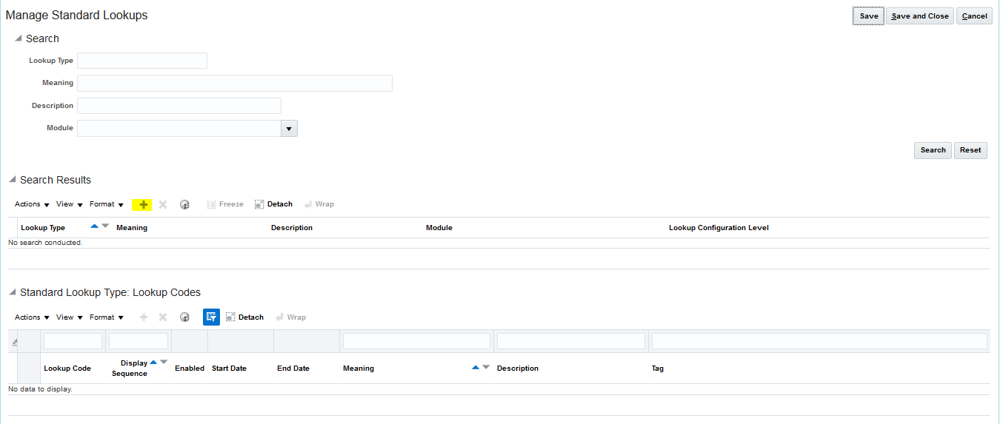 Manage Standard Lookups
Save Save and Close Cancel
Search
Lookup Type
Meaning
Description
Module
Search Reset
Search Results
Actions View Format Freeze Detach Wrap
Lookup Type Meaning Description Module Lookup Configuration Level
No search conducted.
Standard Lookup Type: Lookup Codes
Actions View Format Detach Wrap
Lookup Code Display Sequence Enabled Start Date End Date Meaning Description Tag
No data to display.